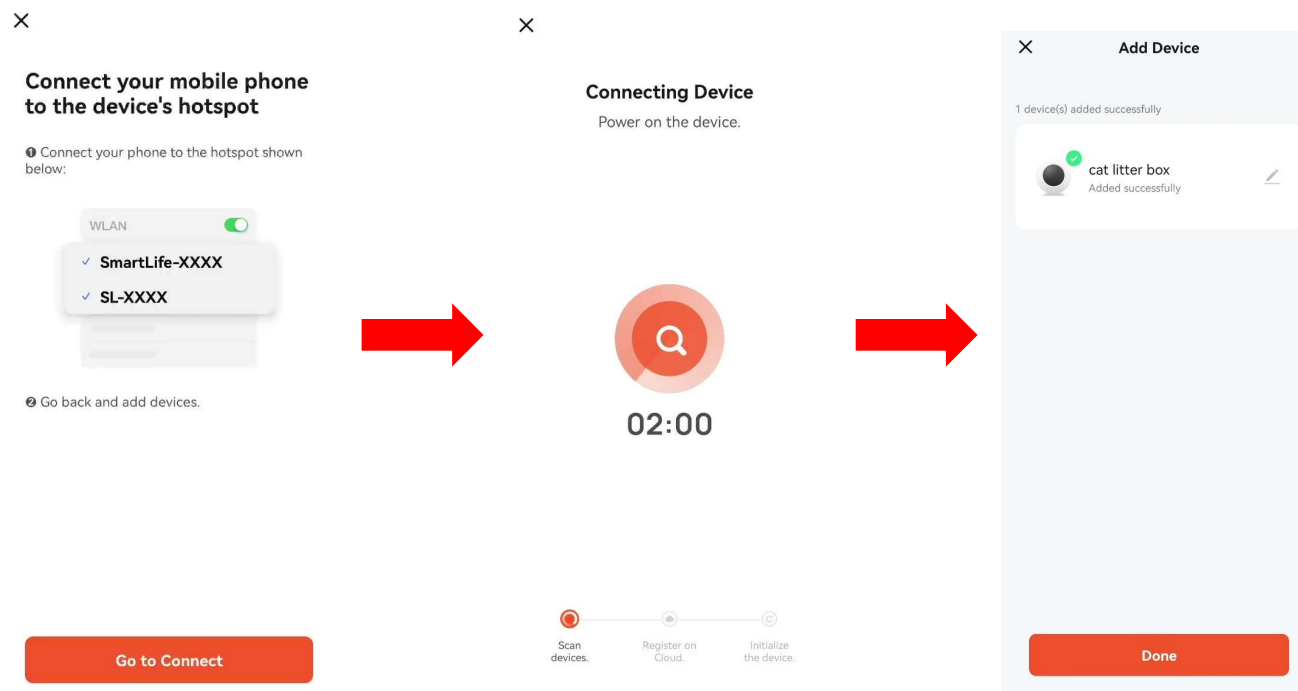 Connect your mobile phone
to the device's hotspot
❶ Connect your phone to the hotspot shown
below:
WLAN
SmartLife-XXXX
SL-XXXX
❷ Go back and add devices.
Go to Connect
Connecting Device
Power on the device.
02:00
Scan
devices.
Register on
Cloud.
Initialize
the device.
Add Device
1 device(s) added successfully
cat litter box
Added successfully
Done